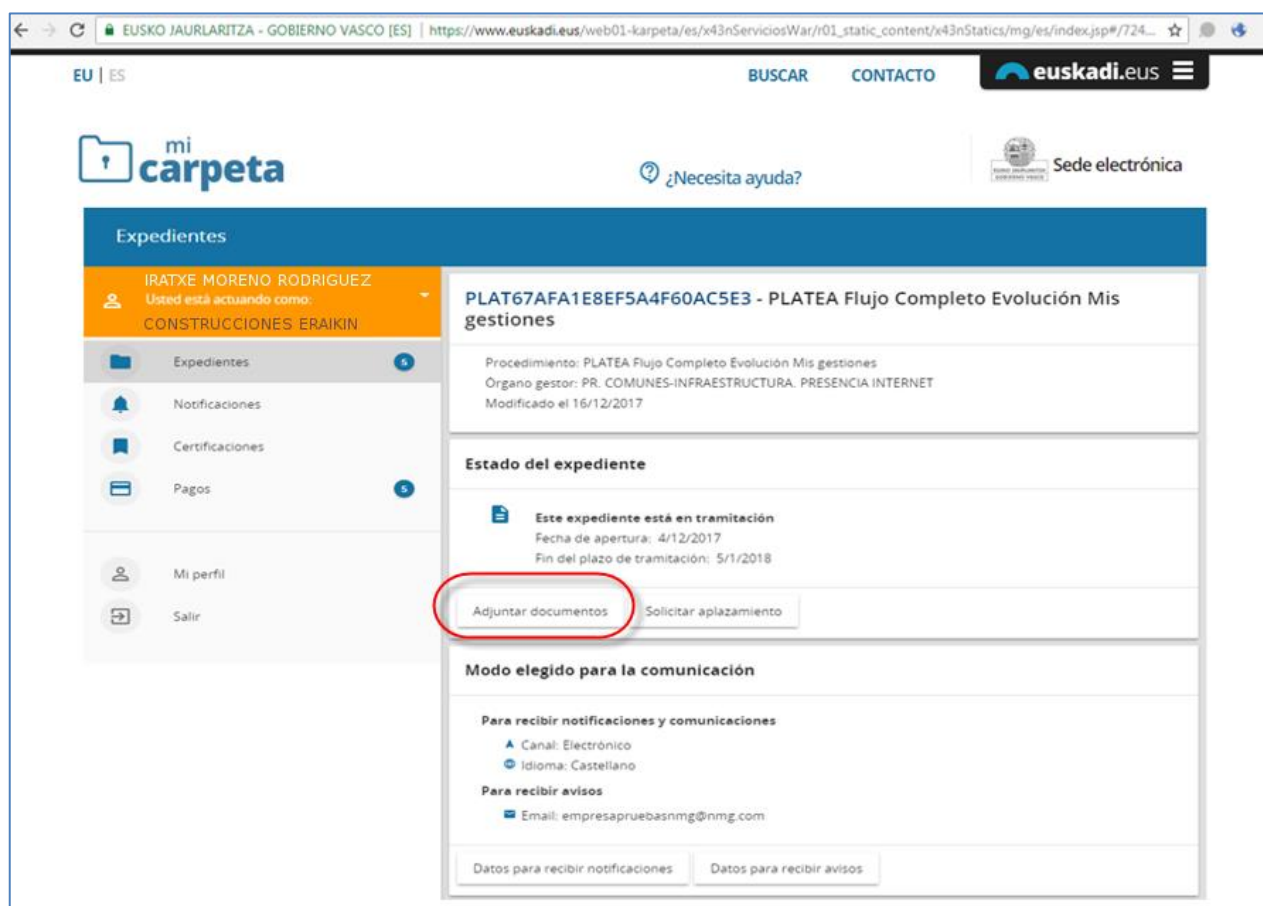 EUSKO JAURLARITZA - GOBIERNO VASCO [ES] | https://www.euskadi.eus/web01-karpeta/es/x43nServiciosWar/r01_static_content/x43nStatics/mg/es/index.jsp#/724...
EU | ES
BUSCAR
CONTACTO
euskadi.eus
mi
carpeta
¿Necesita ayuda?
Sede electrónica
Expedientes
IRATXE MORENO RODRIGUEZ
Usted está actuando como:
CONSTRUCCIONES ERAIKIN
Expedientes 5
Notificaciones
Certificaciones
Pagos 5
Mi perfil
Salir
PLAT67AFA1E8EF5A4F60AC5E3 - PLATEA Flujo Completo Evolución Mis
gestiones
Procedimiento: PLATEA Flujo Completo Evolución Mis gestiones
Órgano gestor: PR. COMUNES-INFRAESTRUCTURA. PRESENCIA INTERNET
Modificado el 16/12/2017
Estado del expediente
Este expediente está en tramitación
Fecha de apertura: 4/12/2017
Fin del plazo de tramitación: 5/1/2018
Adjuntar documentos
Solicitar aplazamiento
Modo elegido para la comunicación
Para recibir notificaciones y comunicaciones
Canal: Electrónico
Idioma: Castellano
Para recibir avisos
Email: empresapruebasnmg@nmg.com
Datos para recibir notificaciones
Datos para recibir avisos